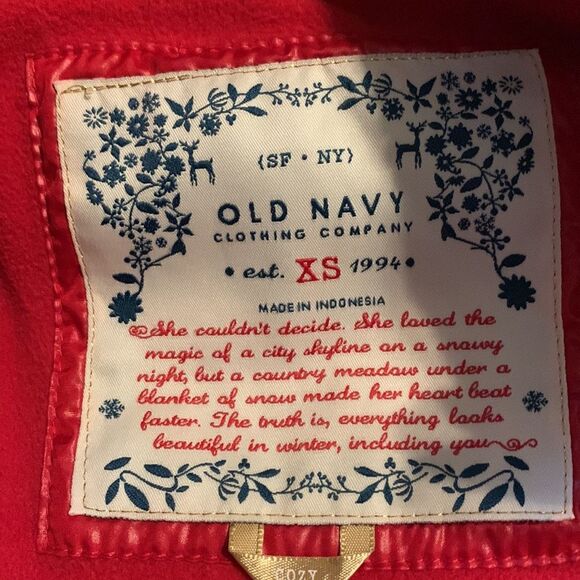 (SF • NY)
OLD NAVY
CLOTHING COMPANY
• est. XS 1994 •
MADE IN INDONESIA
She couldn't decide. She loved the
magic of a city skyline on a snowy
night, but a country meadow under a
blanket of snow made her heart beat
faster. The truth is, everything looks
beautiful in winter, including you
COZY